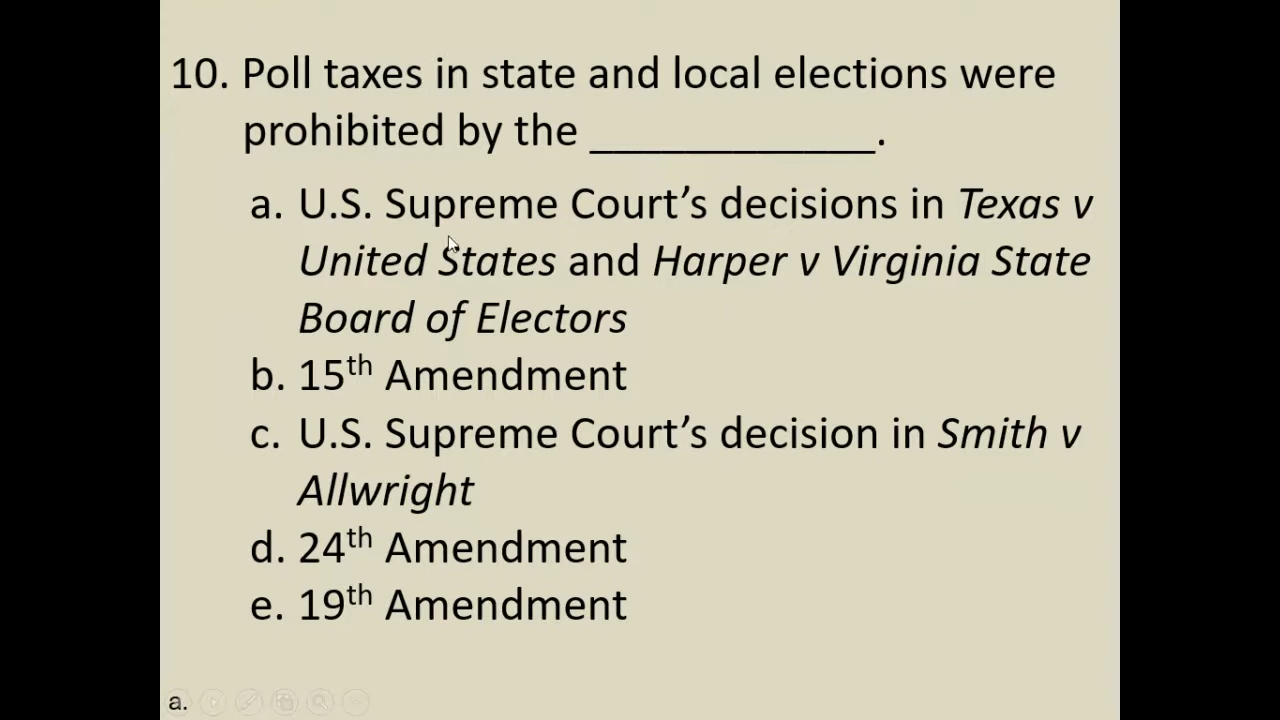 10. Poll taxes in state and local elections were
prohibited by the ____________.
a. U.S. Supreme Court’s decisions in Texas v
United States and Harper v Virginia State
Board of Electors
b. 15th Amendment
c. U.S. Supreme Court’s decision in Smith v
Allwright
d. 24th Amendment
e. 19th Amendment
a.